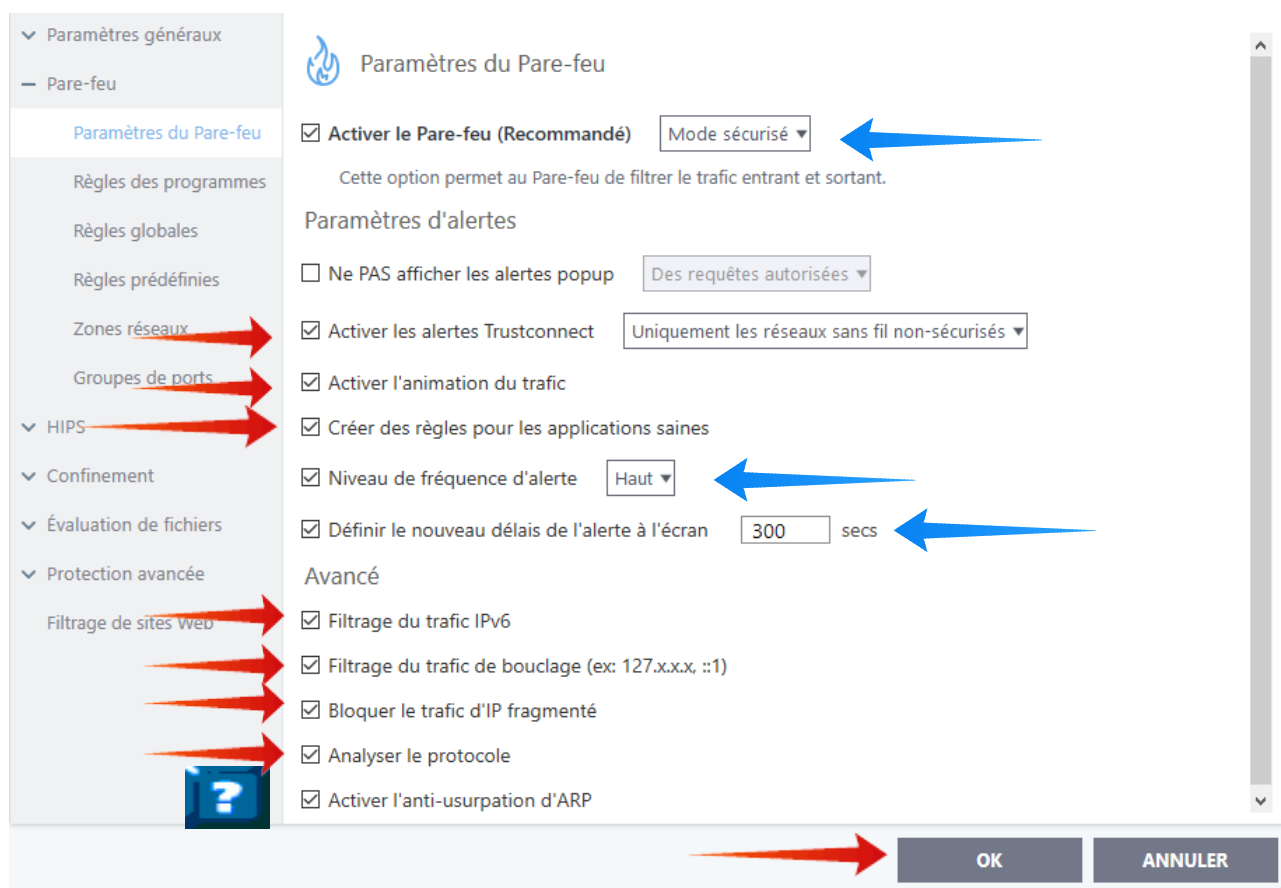 Paramètres généraux
Pare-feu
Paramètres du Pare-feu
Règles des programmes
Règles globales
Règles prédéfinies
Zones réseaux
Groupes de ports
HIPS
Confinement
Évaluation de fichiers
Protection avancée
Filtrage de sites Web
?
Paramètres du Pare-feu
Activer le Pare-feu (Recommandé) Mode sécurisé
Cette option permet au Pare-feu de filtrer le trafic entrant et sortant.
Paramètres d'alertes
Ne PAS afficher les alertes popup Des requêtes autorisées
Activer les alertes Trustconnect Uniquement les réseaux sans fil non-sécurisés
Activer l'animation du trafic
Créer des règles pour les applications saines
Niveau de fréquence d'alerte Haut
Définir le nouveau délais de l'alerte à l'écran 300 secs
Avancé
Filtrage du trafic IPv6
Filtrage du trafic de bouclage (ex: 127.x.x.x, ::1)
Bloquer le trafic d'IP fragmenté
Analyser le protocole
Activer l'anti-usurpation d'ARP
OK ANNULER